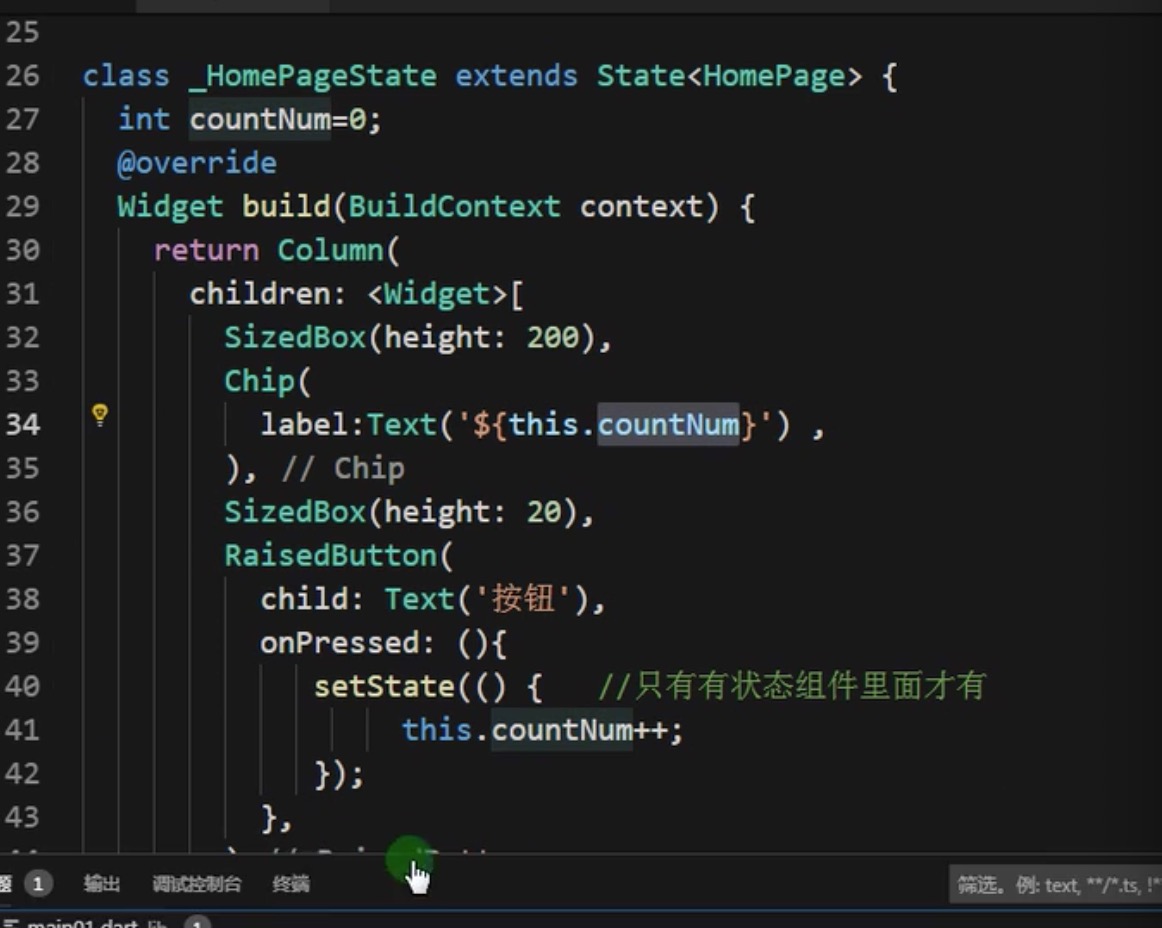 25
26 class _HomePageState extends State<HomePage> {
27 int countNum=0;
28 @override
29 Widget build(BuildContext context) {
30 return Column(
31 children: <Widget>[
32 SizedBox(height: 200),
33 Chip(
34 label:Text('${this.countNum}') ,
35 ), // Chip
36 SizedBox(height: 20),
37 RaisedButton(
38 child: Text('按钮'),
39 onPressed: (){
40 setState(() { //只有有状态组件里面才有
41 this.countNum++;
42 });
43 },
题 1 输出 调试控制台 终端 筛选。例: text, **/*.ts, !*
main01.dart lib 1